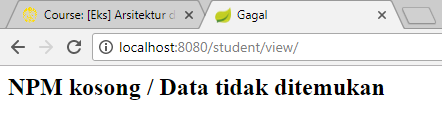 Course: [Eks] Arsitektur d
Gagal
localhost:8080/student/view/
NPM kosong / Data tidak ditemukan